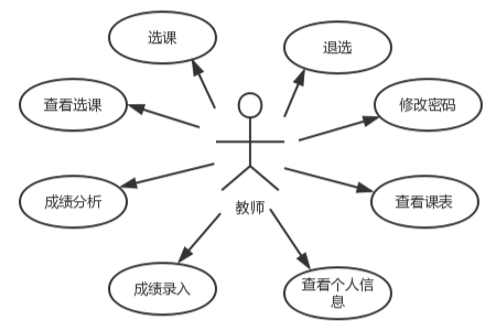 选课
退选
查看选课
修改密码
成绩分析
查看课表
教师
成绩录入
查看个人信
息